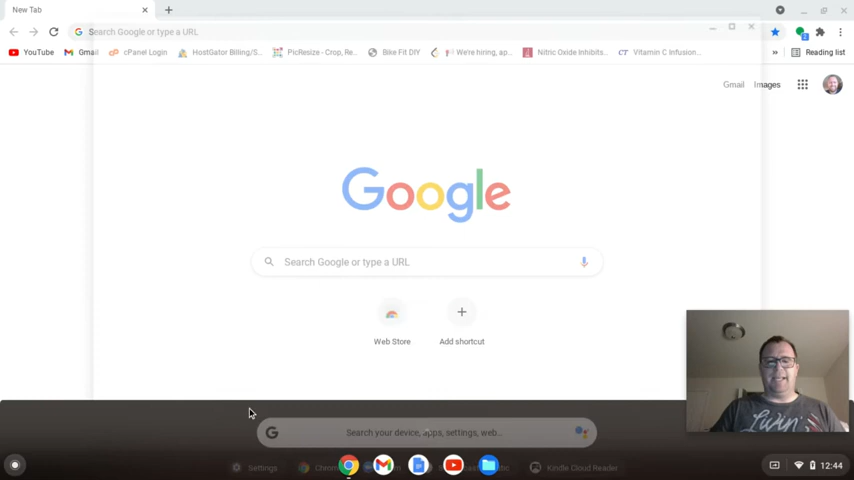 New Tab
Search Google or type a URL
YouTube
Gmail
cPanel Login
HostGator Billing/S...
PicResize - Crop, Re...
Bike Fit DIY
We're hiring, ap...
Nitric Oxide Inhibits...
CT Vitamin C Infusion...
»
Reading list
Gmail
Images
Google
Search Google or type a URL
Web Store
Add shortcut
Search your device, apps, settings, web...
Settings
Kindle Cloud Reader
12:44